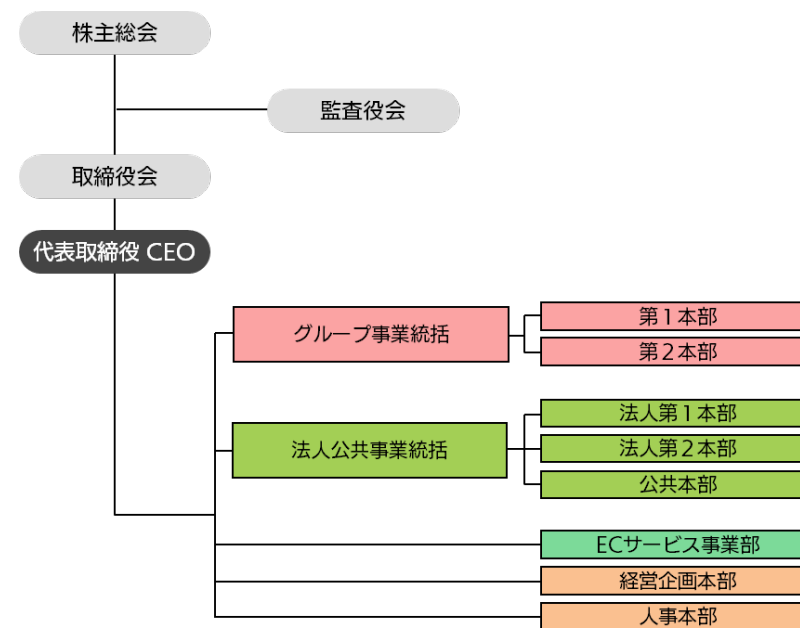 株主総会
監査役会
取締役会
代表取締役 CEO
グループ事業統括
第1本部
第2本部
法人公共事業統括
法人第1本部
法人第2本部
公共本部
ECサービス事業部
経営企画本部
人事本部